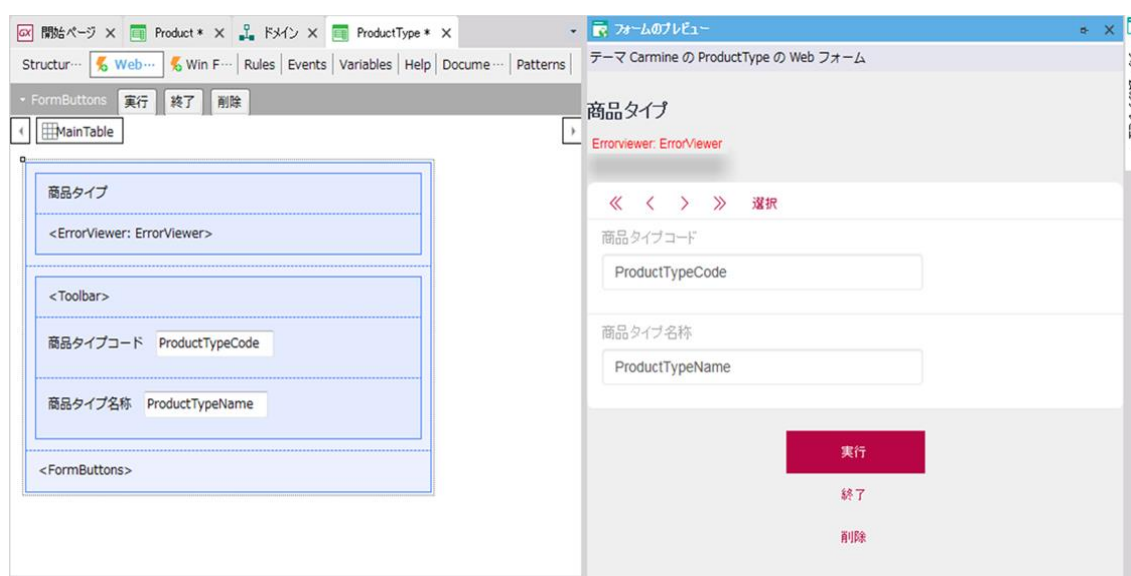 GX 開始ページ × Product * × ドメイン × ProductType * ×
Structur… Web… Win F… Rules Events Variables Help Docume… Patterns
FormButtons 実行 終了 削除
MainTable
商品タイプ
<ErrorViewer: ErrorViewer>
<Toolbar>
商品タイプコード ProductTypeCode
商品タイプ名称 ProductTypeName
<FormButtons>
フォームのプレビュー
テーマ Carmine の ProductType の Web フォーム
商品タイプ
Errorviewer: ErrorViewer
選択
商品タイプコード
ProductTypeCode
商品タイプ名称
ProductTypeName
実行
終了
削除